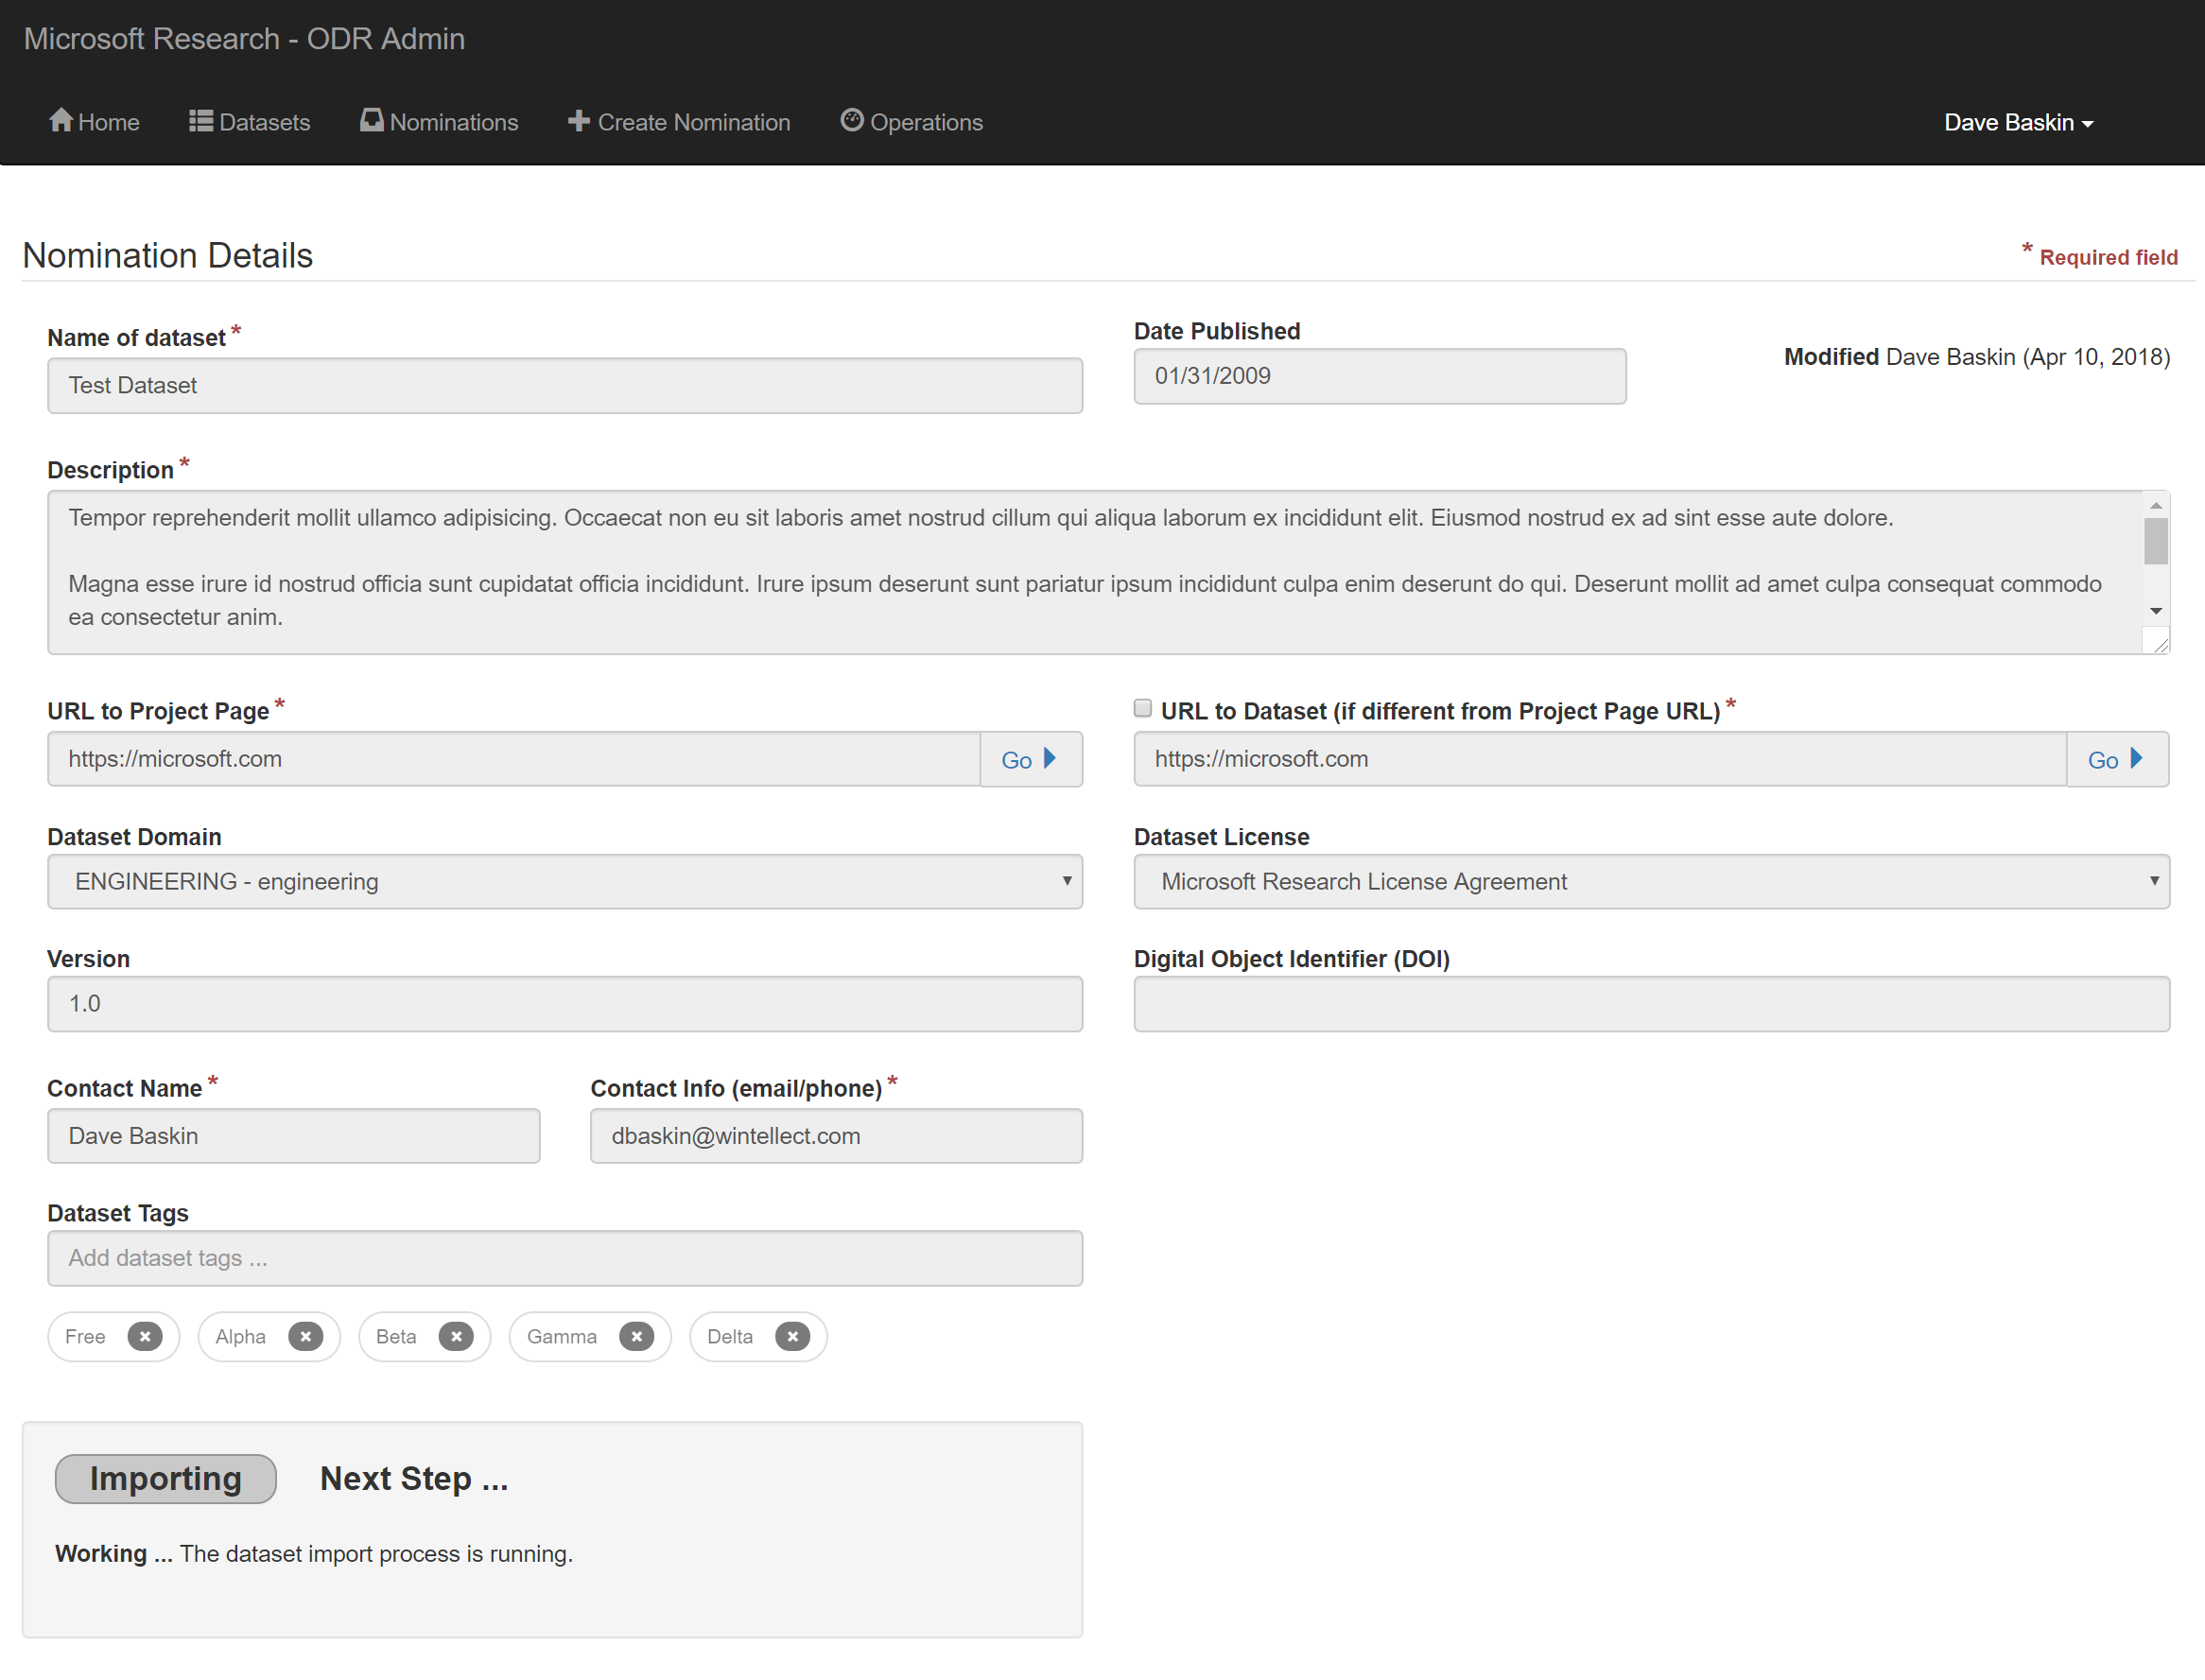 Microsoft Research - ODR Admin
Home Datasets Nominations Create Nomination Operations Dave Baskin
Nomination Details * Required field
Name of dataset * Date Published
Modified Dave Baskin (Apr 10, 2018)
Test Dataset 01/31/2009
Description *
Tempor reprehenderit mollit ullamco adipisicing. Occaecat non eu sit laboris amet nostrud cillum qui aliqua laborum ex incididunt elit. Eiusmod nostrud ex ad sint esse aute dolore.
Magna esse irure id nostrud officia sunt cupidatat officia incididunt. Irure ipsum deserunt sunt pariatur ipsum incididunt culpa enim deserunt do qui. Deserunt mollit ad amet culpa consequat commodo
ea consectetur anim.
URL to Project Page * URL to Dataset (if different from Project Page URL) *
https://microsoft.com Go https://microsoft.com Go
Dataset Domain Dataset License
ENGINEERING - engineering Microsoft Research License Agreement
Version Digital Object Identifier (DOI)
1.0
Contact Name * Contact Info (email/phone) *
Dave Baskin dbaskin@wintellect.com
Dataset Tags
Add dataset tags ...
Free Alpha Beta Gamma Delta
Importing Next Step ...
Working ... The dataset import process is running.